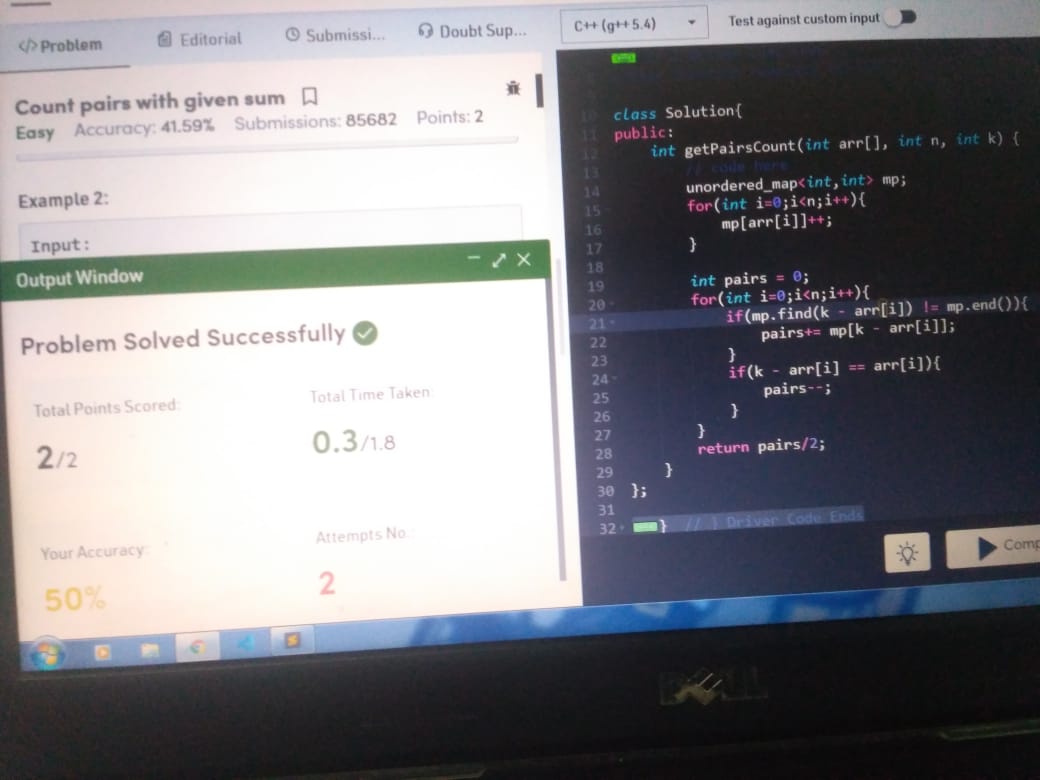 </>Problem
Editorial
Submissi...
Doubt Sup...
C++ (g++ 5.4)
Test against custom input
Count pairs with given sum
Easy Accuracy: 41.59% Submissions: 85682 Points: 2
Example 2:
Input:
Output Window
Problem Solved Successfully
Total Points Scored:
Total Time Taken:
2/2
0.3/1.8
Your Accuracy:
Attempts No.:
50%
2
10 class Solution{
11 public:
12 int getPairsCount(int arr[], int n, int k) {
13 // code here
14 unordered_map<int,int> mp;
15 for(int i=0;i<n;i++){
16 mp[arr[i]]++;
17 }
18
19 int pairs = 0;
20 for(int i=0;i<n;i++){
21 if(mp.find(k - arr[i]) != mp.end()){
22 pairs+= mp[k - arr[i]];
23 }
24 if(k - arr[i] == arr[i]){
25 pairs--;
26 }
27 }
28 return pairs/2;
29 }
30 };
31
32 } // } Driver Code Ends
Comp
DELL